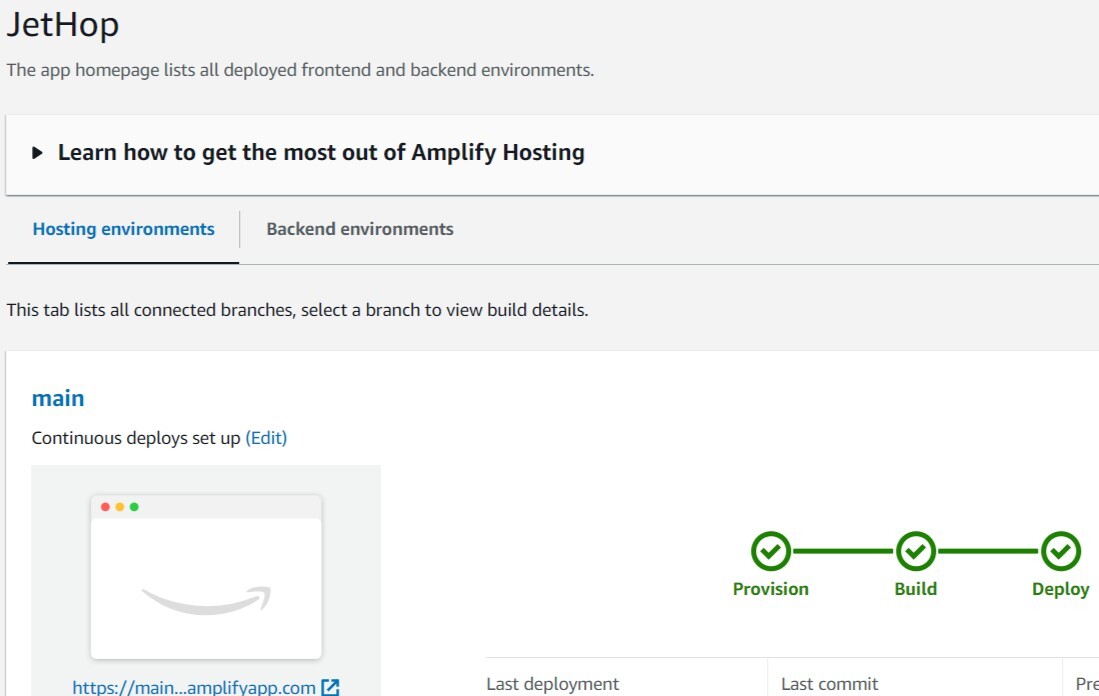 JetHop
The app homepage lists all deployed frontend and backend environments.
Learn how to get the most out of Amplify Hosting
Hosting environments
Backend environments
This tab lists all connected branches, select a branch to view build details.
main
Continuous deploys set up (Edit)
Provision
Build
Deploy
https://main...amplifyapp.com
Last deployment
Last commit